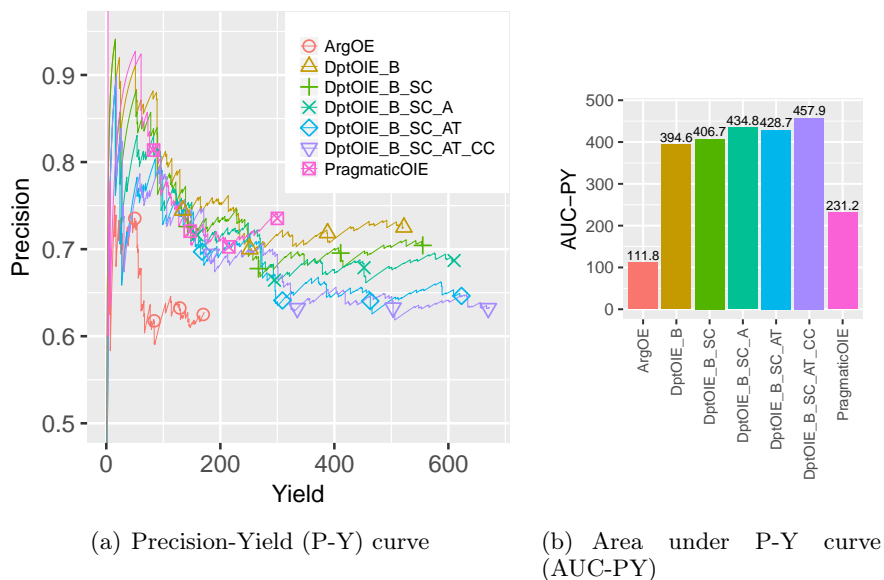 Precision
0.9
0.8
0.7
0.6
0.5
0
200
400
600
Yield
ArgOE
DptOIE_B
DptOIE_B_SC
DptOIE_B_SC_A
DptOIE_B_SC_AT
DptOIE_B_SC_AT_CC
PragmaticOIE
(a) Precision-Yield (P-Y) curve
AUC−PY
500
400
300
200
100
0
111.8
394.6
406.7
434.8
428.7
457.9
231.2
ArgOE
DptOIE_B
DptOIE_B_SC
DptOIE_B_SC_A
DptOIE_B_SC_AT
DptOIE_B_SC_AT_CC
PragmaticOIE
(b) Area under P-Y curve
(AUC-PY)